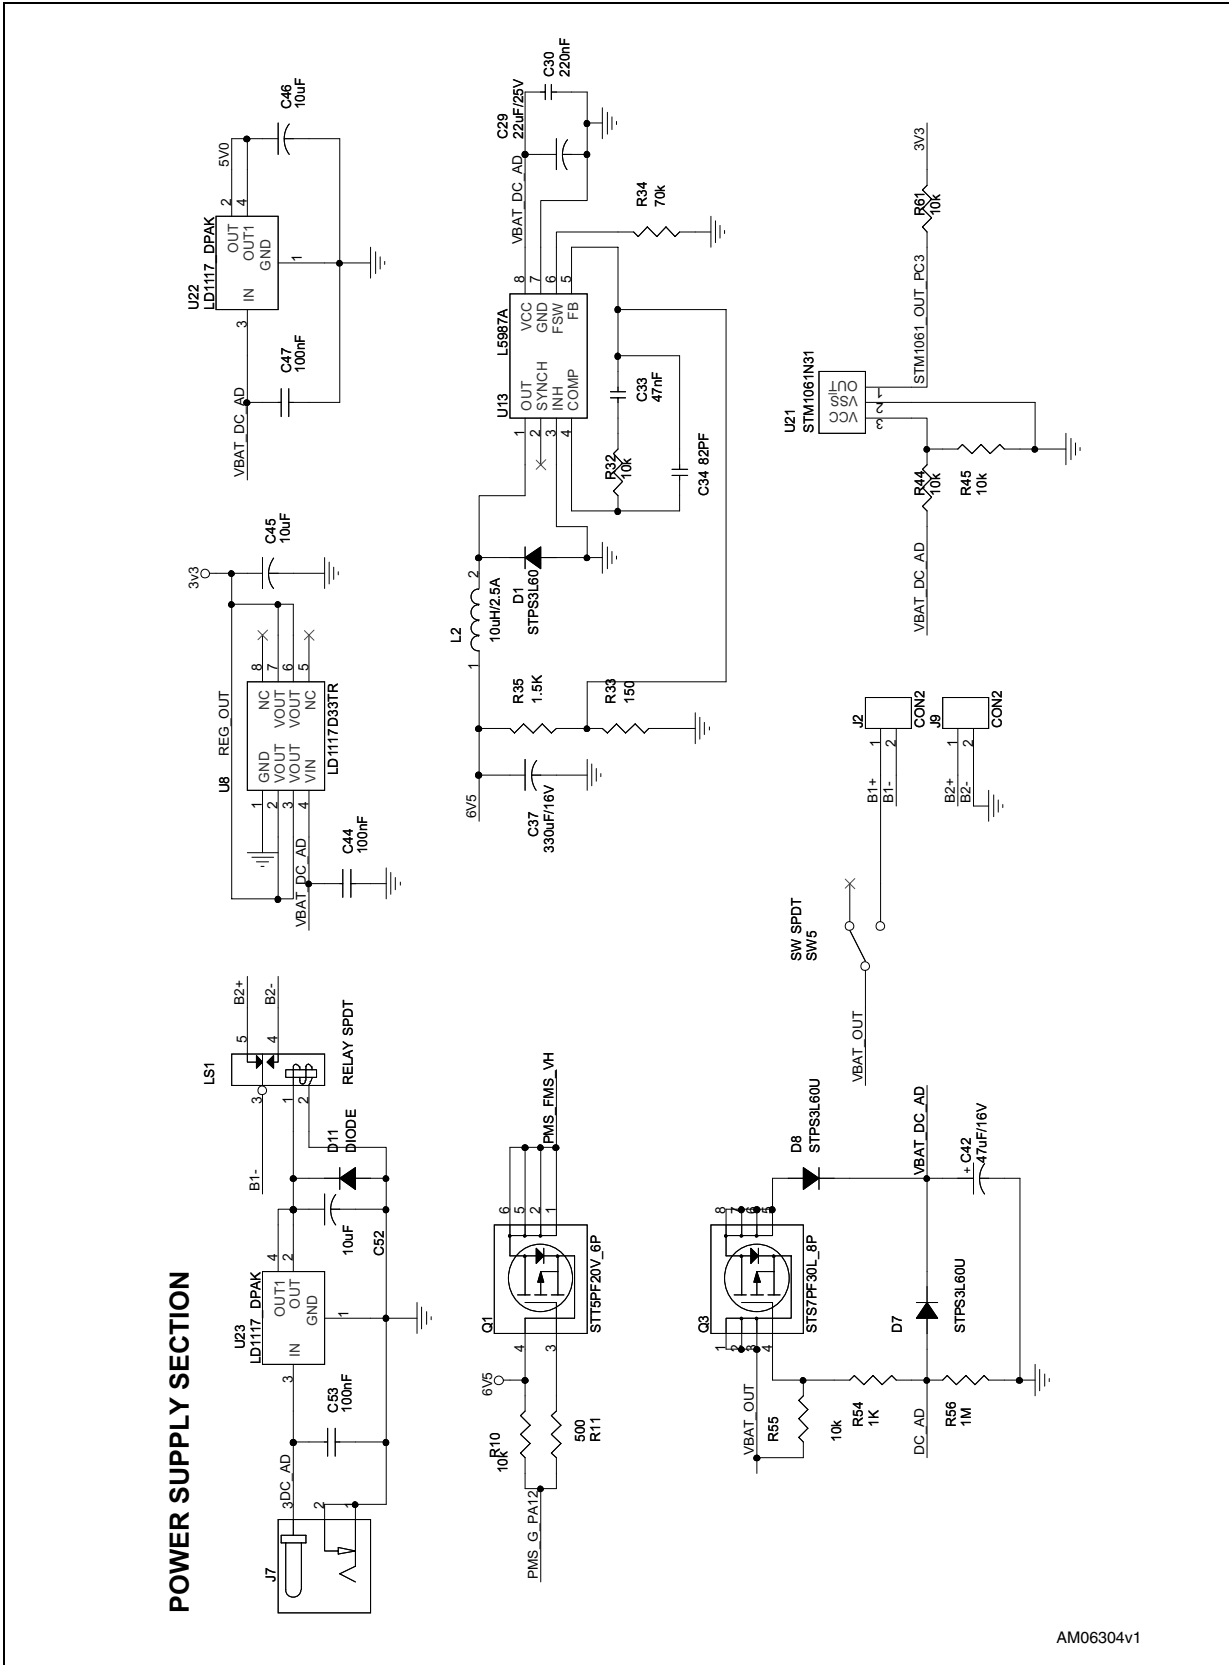 POWER SUPPLY SECTION
J7
3
2
1
DC_AD
C53
100nF
U23
LD1117_DPAK
3
IN
OUT1
OUT
GND
4
2
1
10uF
C52
D11
DIODE
B1-
LS1
3
1
2
5
4
B2+
B2-
RELAY SPDT
VBAT_DC_AD
C44
100nF
U8
REG_OUT
1
2
3
4
GND
VOUT
VOUT
VIN
NC
VOUT
VOUT
NC
8
7
6
5
LD1117D33TR
3v3
C45
10uF
VBAT_DC_AD
C47
100nF
U22
LD1117_DPAK
3
IN
OUT
OUT1
GND
2
4
1
5V0
C46
10uF
PMS_G_PA12
R10
10k
500
R11
6V5
4
3
Q1
STT5PF20V_6P
6
5
2
1
PMS_FMS_VH
6V5
C37
330uF/16V
R35
1.5K
R33
150
L2
1
2
10uH/2.5A
D1
STPS3L60
U13
L5987A
1
2
3
4
OUT
SYNCH
INH
COMP
VCC
GND
FSW
FB
8
7
6
5
R32
10k
C33
47nF
C34 82PF
VBAT_DC_AD
C29
22uF/25V
C30
220nF
R34
70k
VBAT_OUT
R55
10k
R54
1K
DC_AD
R56
1M
Q3
1
2
3
4
8
7
6
5
STS7PF30L_8P
D8
STPS3L60U
D7
STPS3L60U
VBAT_DC_AD
+
C42
47uF/16V
VBAT_OUT
SW SPDT
SW5
B1+
B1-
1
2
J2
CON2
B2+
B2-
1
2
J9
CON2
VBAT_DC_AD
R44
10k
R45
10k
U21
STM1061N31
VCC
VSS
OUT
3
2
1
STM1061_OUT_PC3
R61
10k
3V3
AM06304v1